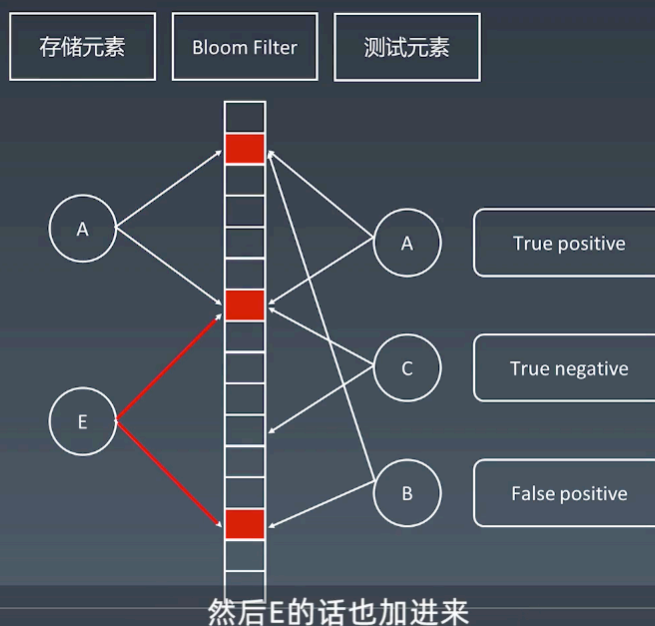 存储元素
Bloom Filter
测试元素
A
A
True positive
C
True negative
E
B
False positive
然后E的话也加进来